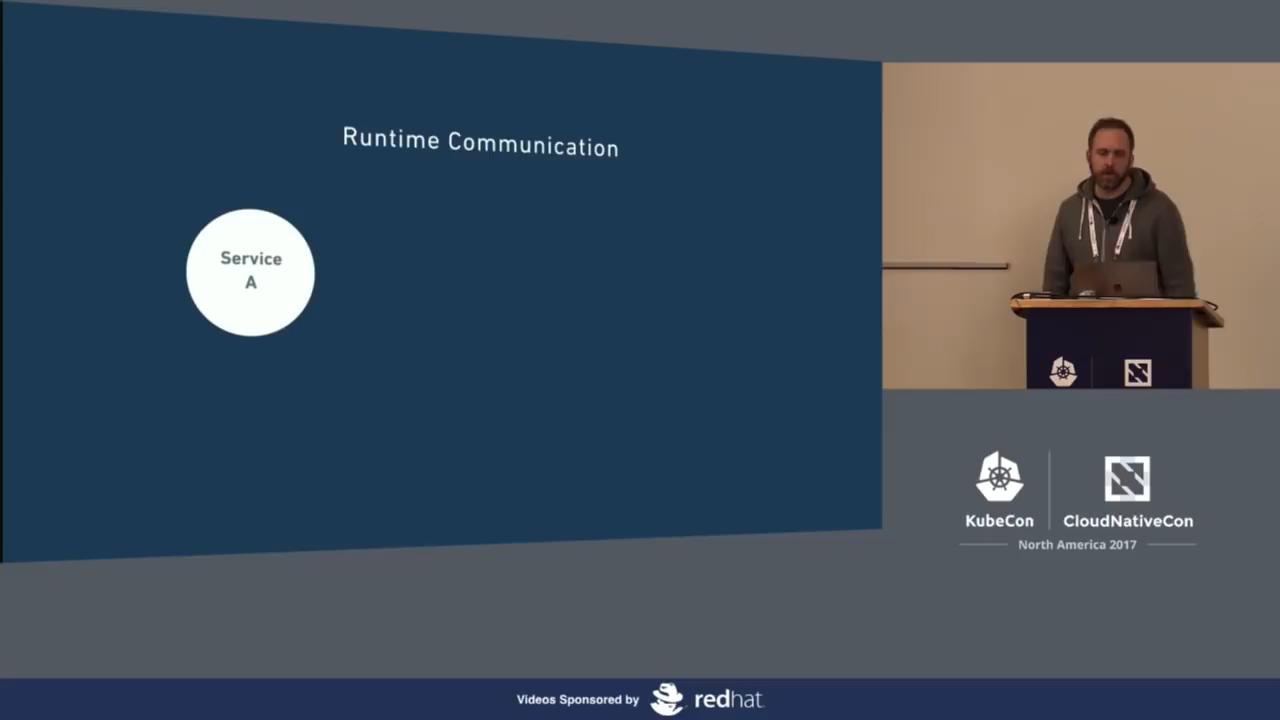 Runtime Communication
Service
A
KubeCon
CloudNativeCon
North America 2017
Videos Sponsored by
redhat